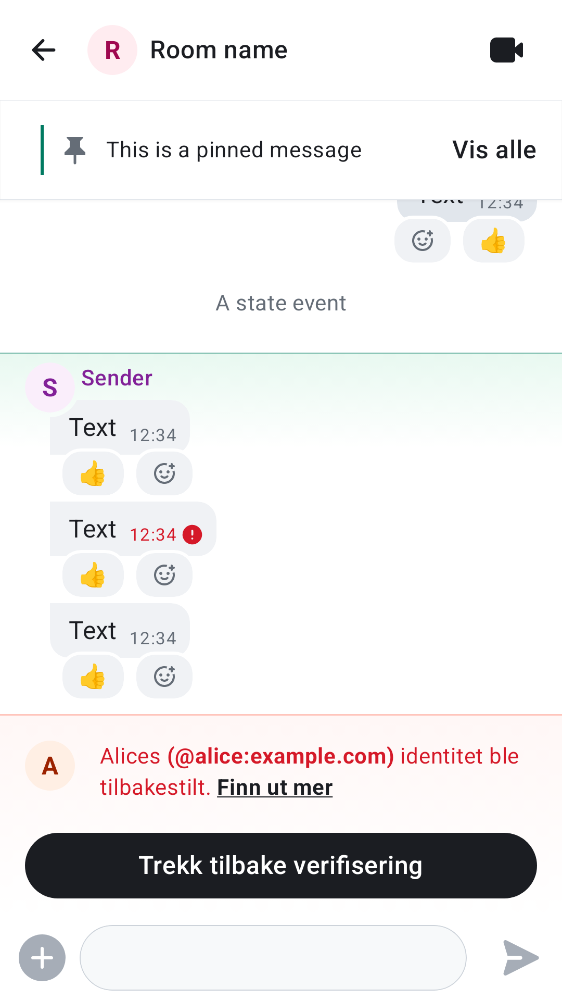 R Room name
This is a pinned message Vis alle
Text 12:34
👍
A state event
S Sender
Text 12:34
👍
Text 12:34
👍
Text 12:34
👍
A Alices (@alice:example.com) identitet ble
tilbakestilt. Finn ut mer
Trekk tilbake verifisering